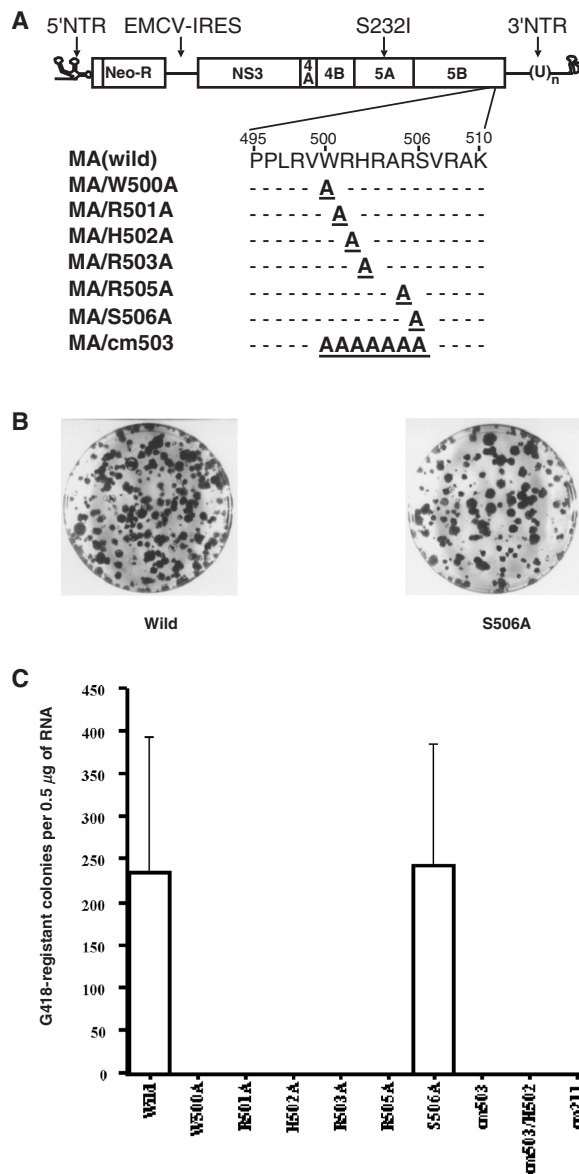 A
5'NTR EMCV-IRES S232I 3'NTR
Neo-R NS3 4A 4B 5A 5B (U)n
495 500 506 510
MA(wild) PPLRVWRHRARSVRAK
MA/W500A - - - - - A - - - - - - - - - -
MA/R501A - - - - - - A - - - - - - - - -
MA/H502A - - - - - - - A - - - - - - - -
MA/R503A - - - - - - - - A - - - - - - -
MA/R505A - - - - - - - - - - A - - - - -
MA/S506A - - - - - - - - - - - A - - - -
MA/cm503 - - - - - AAAAAAA - - - -
B
Wild S506A
C
G418-registant colonies per 0.5 μg of RNA
450
400
350
300
250
200
150
100
50
0
Wild W500A R501A H502A R503A R505A S506A cm503 cm503/H502